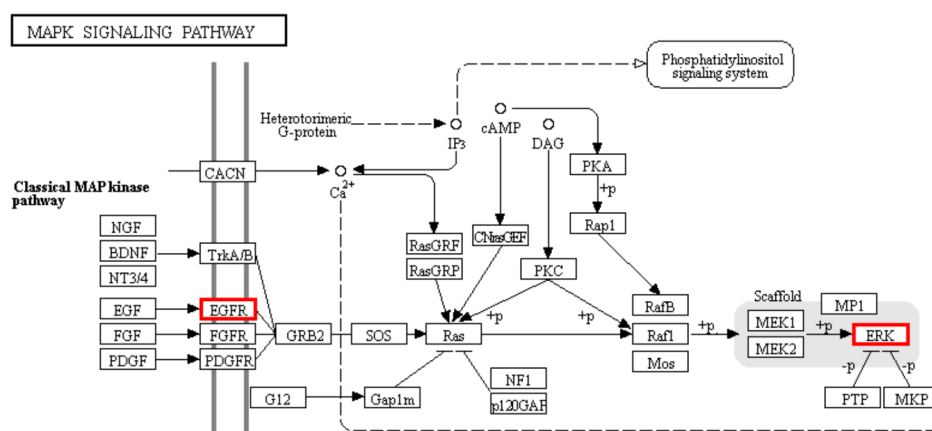 MAPK SIGNALING PATHWAY
Phosphatidylinositol
signaling system
Heterotorimeric
G-protein
IP3
cAMP
DAG
CACN
Ca2+
PKA
+p
Classical MAP kinase
pathway
NGF
BDNF
NT3/4
TrkA/B
RasGRF
RasGRP
CNrasGEF
PKC
Rap1
EGF
EGFR
FGF
FGFR
PDGF
PDGFR
GRB2
SOS
Ras
+p
+p
RafB
Raf1
Mos
+p
Scaffold
MP1
MEK1
MEK2
+p
ERK
-p
-p
PTP
MKP
G12
Gap1m
NF1
p120GAP